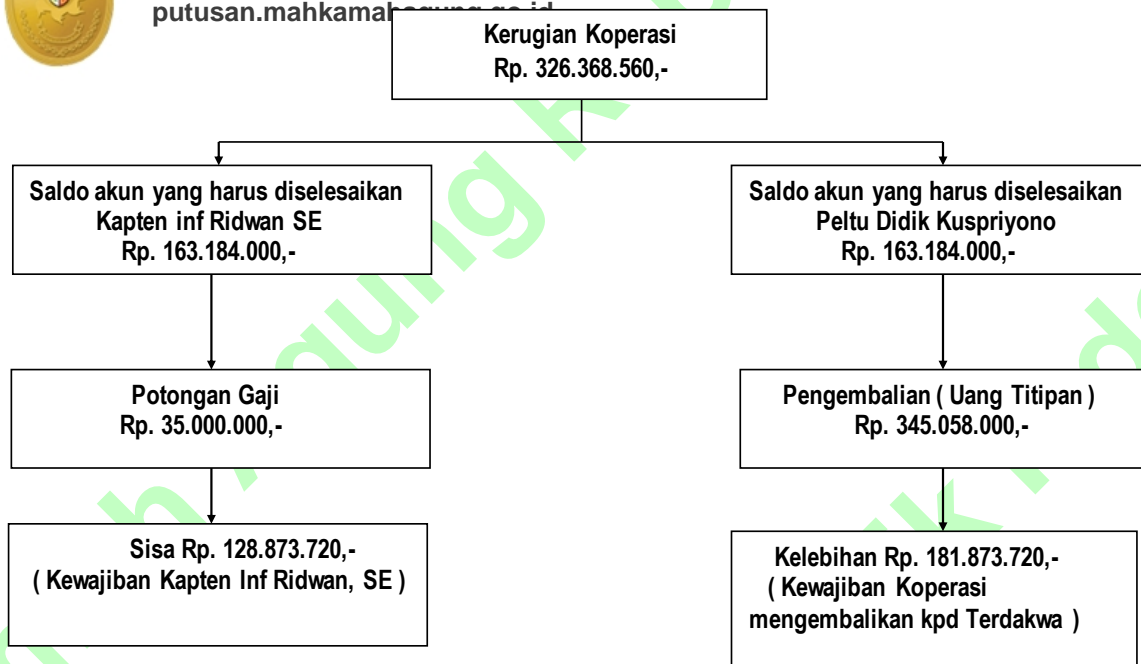 putusan.mahkamahagung.go.id
Kerugian Koperasi
Rp. 326.368.560,-
Saldo akun yang harus diselesaikan
Kapten inf Ridwan SE
Rp. 163.184.000,-
Saldo akun yang harus diselesaikan
Peltu Didik Kuspriyono
Rp. 163.184.000,-
Potongan Gaji
Rp. 35.000.000,-
Pengembalian ( Uang Titipan )
Rp. 345.058.000,-
Sisa Rp. 128.873.720,-
( Kewajiban Kapten Inf Ridwan, SE )
Kelebihan Rp. 181.873.720,-
( Kewajiban Koperasi
mengembalikan kpd Terdakwa )